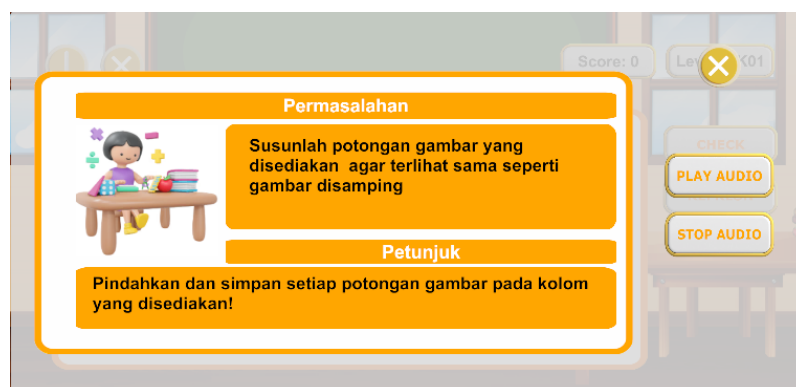 Score: 0
K01
CHECK
Permasalahan
Susunlah potongan gambar yang
disediakan agar terlihat sama seperti
gambar disamping
PLAY AUDIO
STOP AUDIO
Petunjuk
Pindahkan dan simpan setiap potongan gambar pada kolom
yang disediakan!